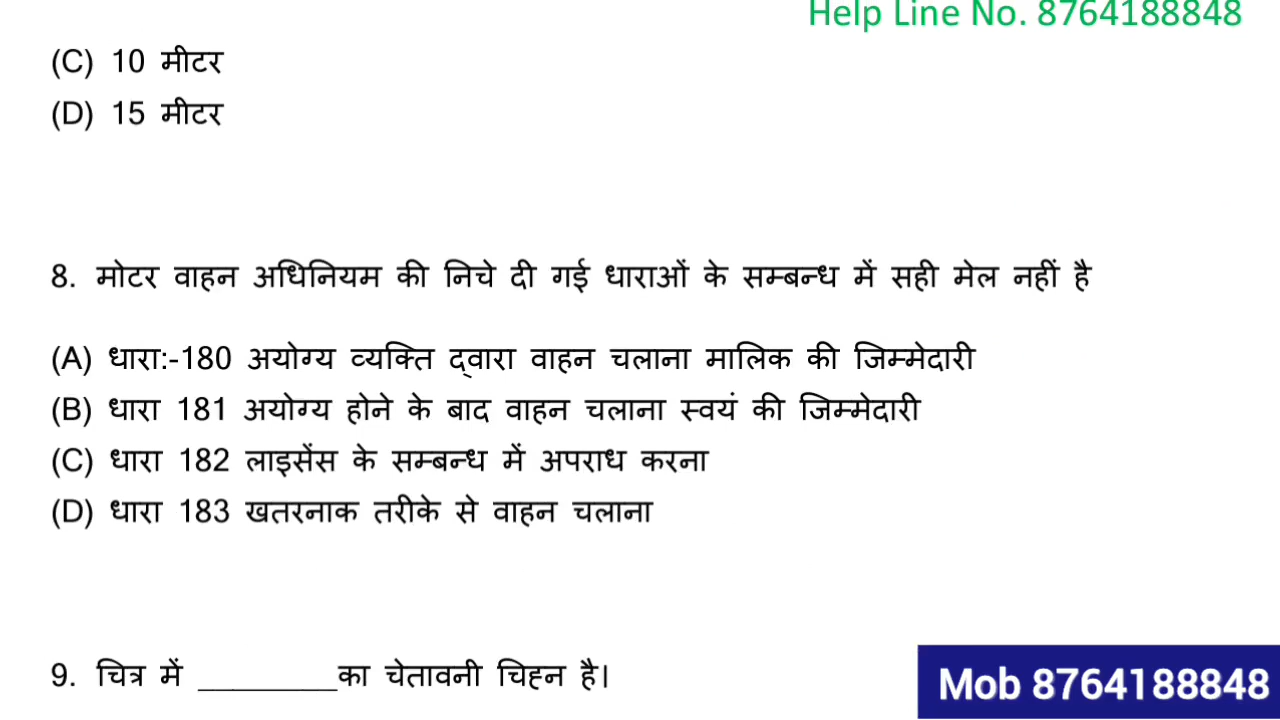 Help Line No. 8764188848
(C) 10 मीटर
(D) 15 मीटर
8. मोटर वाहन अधिनियम की निचे दी गई धाराओं के सम्बन्ध में सही मेल नहीं है
(A) धारा:-180 अयोग्य व्यक्ति द्वारा वाहन चलाना मालिक की जिम्मेदारी
(B) धारा 181 अयोग्य होने के बाद वाहन चलाना स्वयं की जिम्मेदारी
(C) धारा 182 लाइसेंस के सम्बन्ध में अपराध करना
(D) धारा 183 खतरनाक तरीके से वाहन चलाना
9. चित्र में ________का चेतावनी चिह्न है।
Mob 8764188848